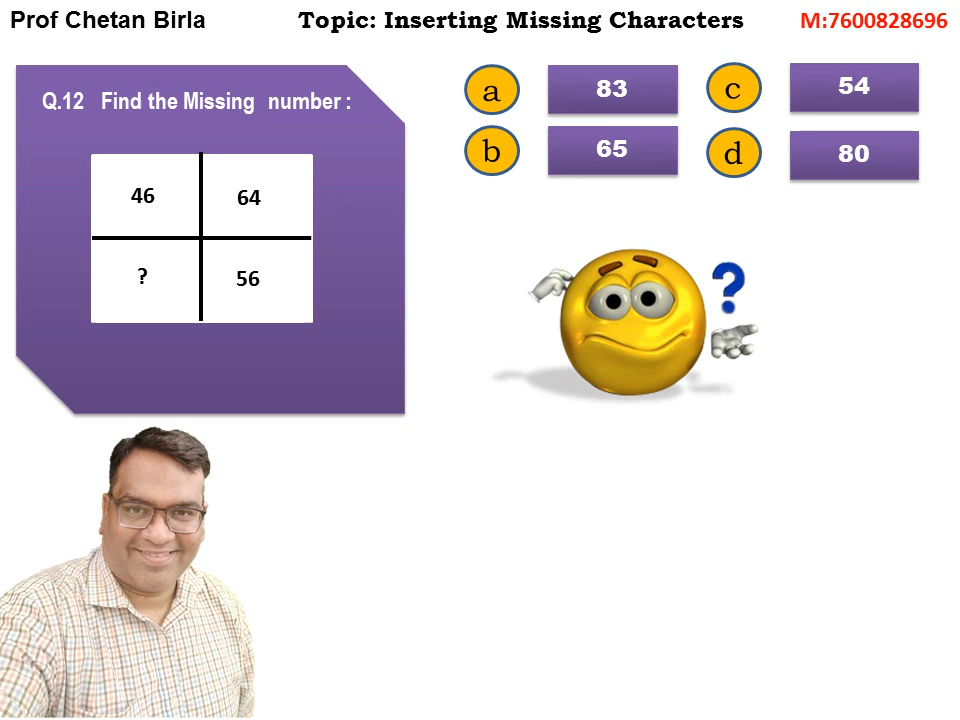 Prof Chetan Birla Topic: Inserting Missing Characters M:7600828696
Q.12 Find the Missing number :
46 64
? 56
a 83
b 65
c 54
d 80
?